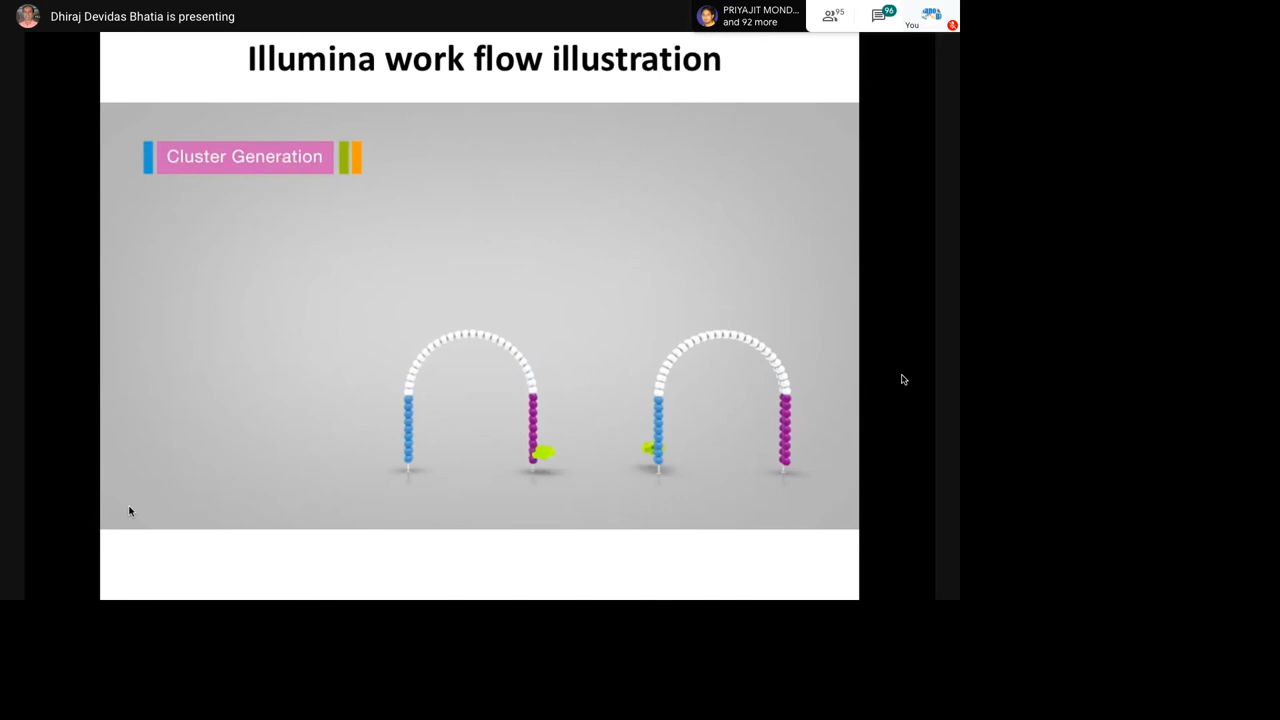 Dhiraj Devidas Bhatia is presenting
PRIYAJIT MOND...
and 92 more
95
96
You
Illumina work flow illustration
Cluster Generation